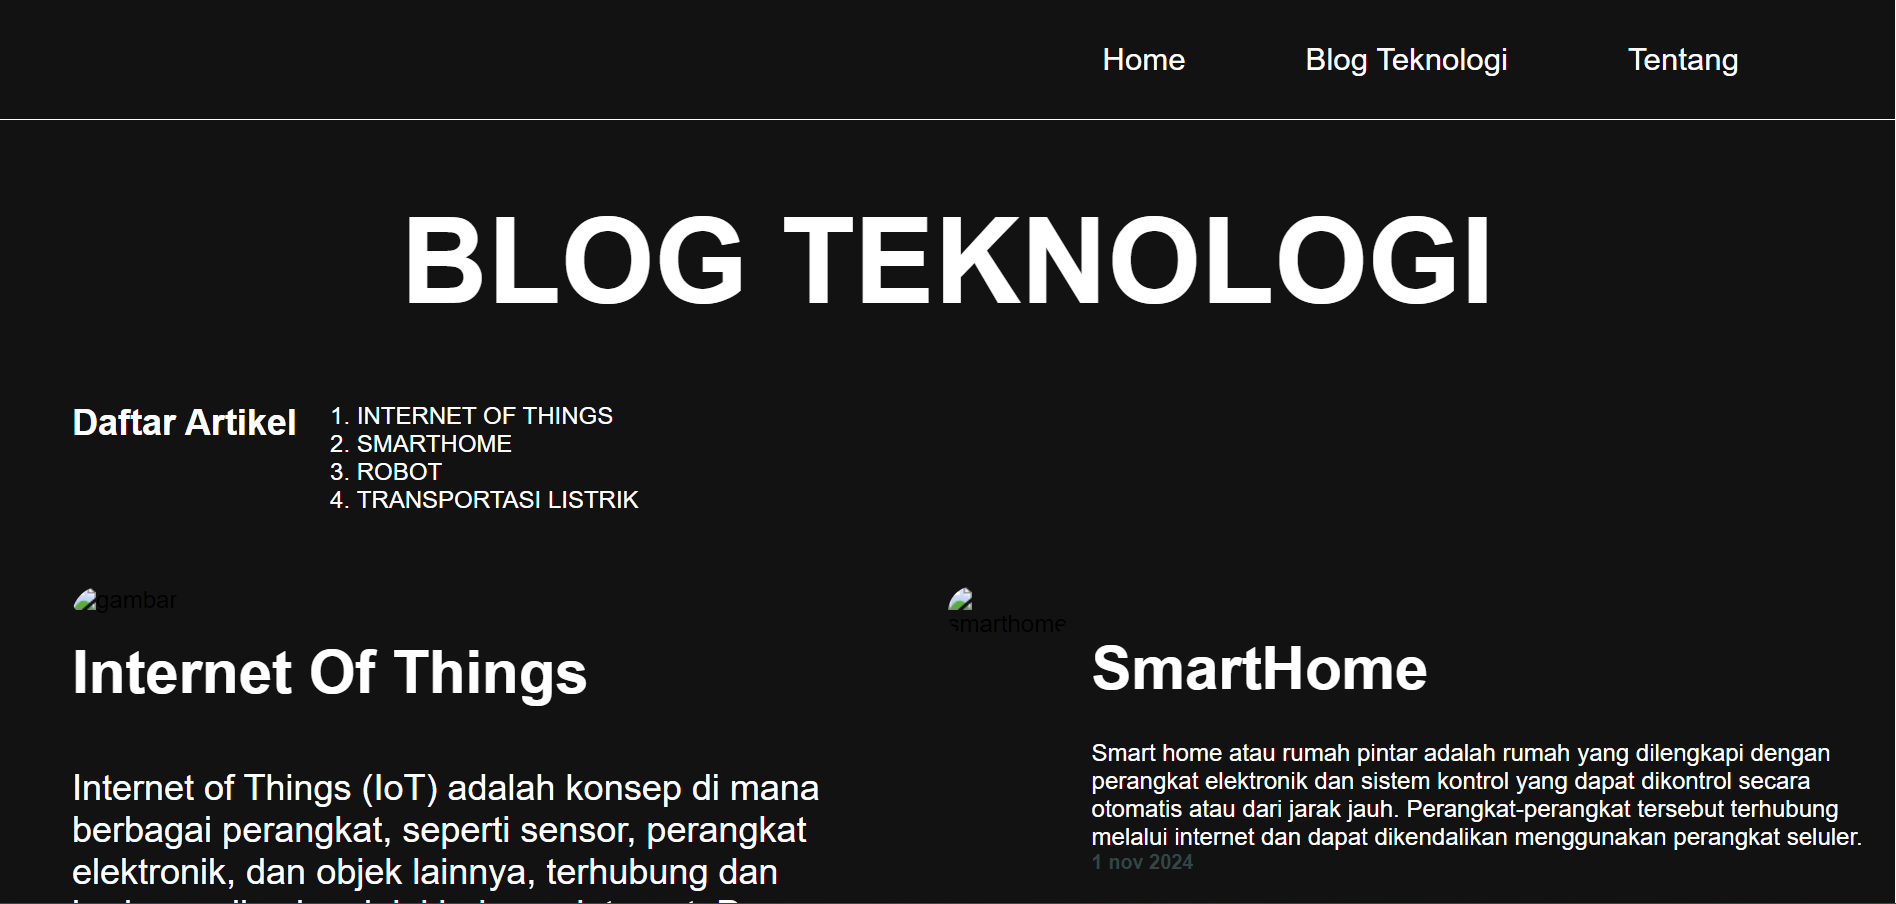 Home Blog Teknologi Tentang
BLOG TEKNOLOGI
Daftar Artikel
1. INTERNET OF THINGS
2. SMARTHOME
3. ROBOT
4. TRANSPORTASI LISTRIK
gambar
Internet Of Things
Internet of Things (IoT) adalah konsep di mana
berbagai perangkat, seperti sensor, perangkat
elektronik, dan objek lainnya, terhubung dan
smarthome
SmartHome
Smart home atau rumah pintar adalah rumah yang dilengkapi dengan
perangkat elektronik dan sistem kontrol yang dapat dikontrol secara
otomatis atau dari jarak jauh. Perangkat-perangkat tersebut terhubung
melalui internet dan dapat dikendalikan menggunakan perangkat seluler.
1 nov 2024